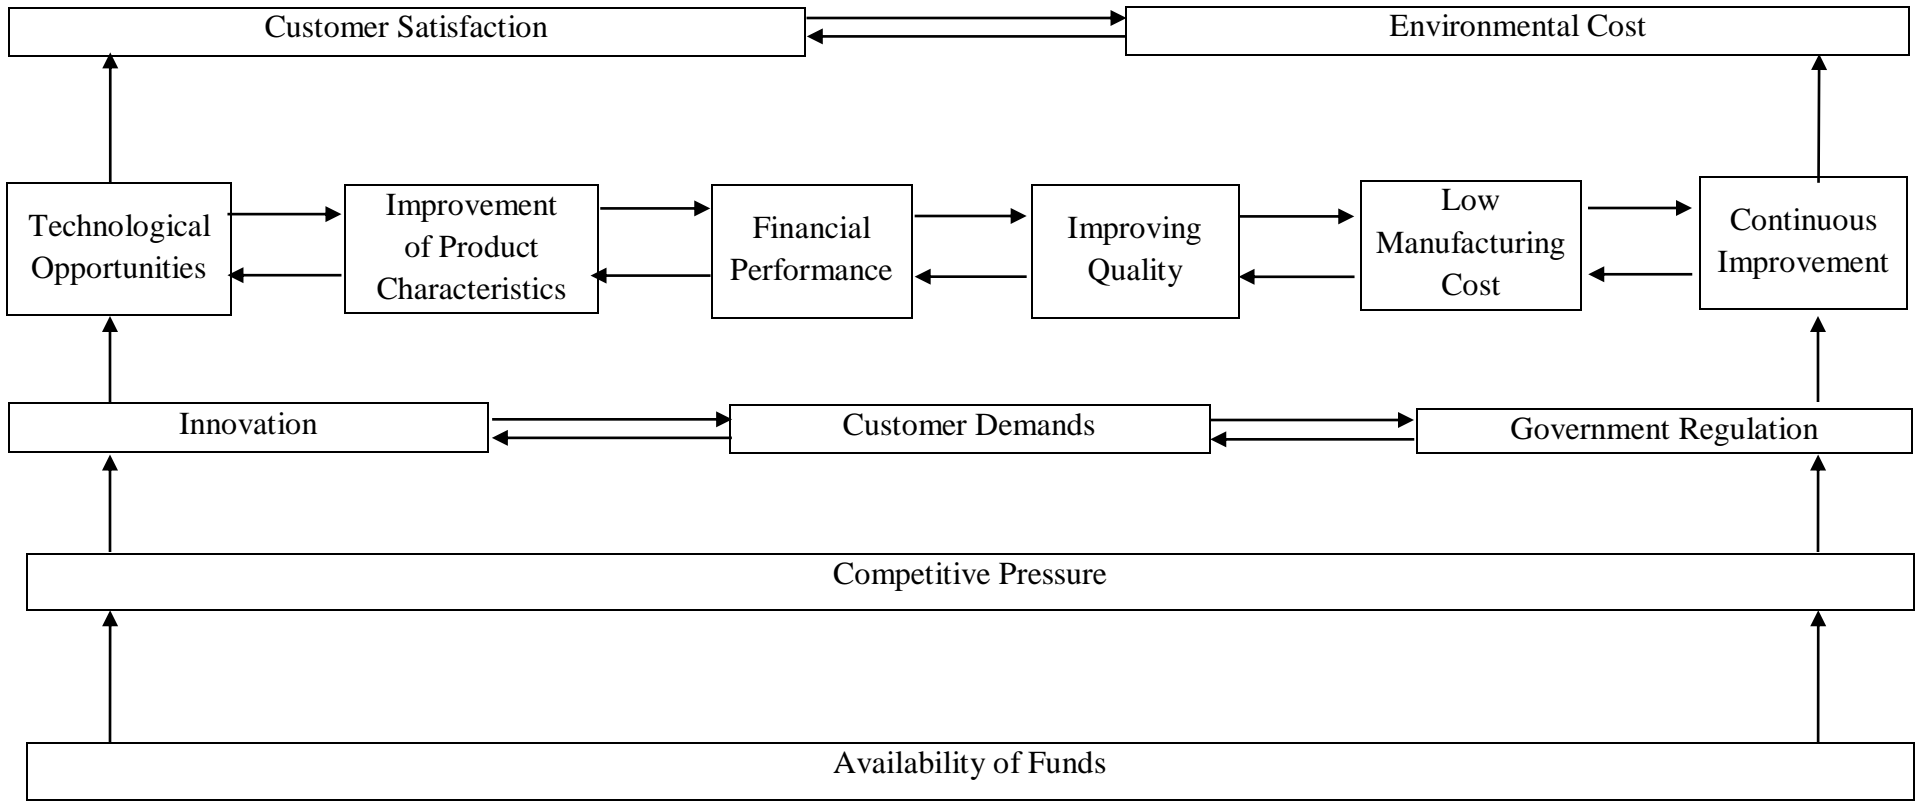 Customer Satisfaction
Environmental Cost
Technological
Opportunities
Improvement
of Product
Characteristics
Financial
Performance
Improving
Quality
Low
Manufacturing
Cost
Continuous
Improvement
Innovation
Customer Demands
Government Regulation
Competitive Pressure
Availability of Funds